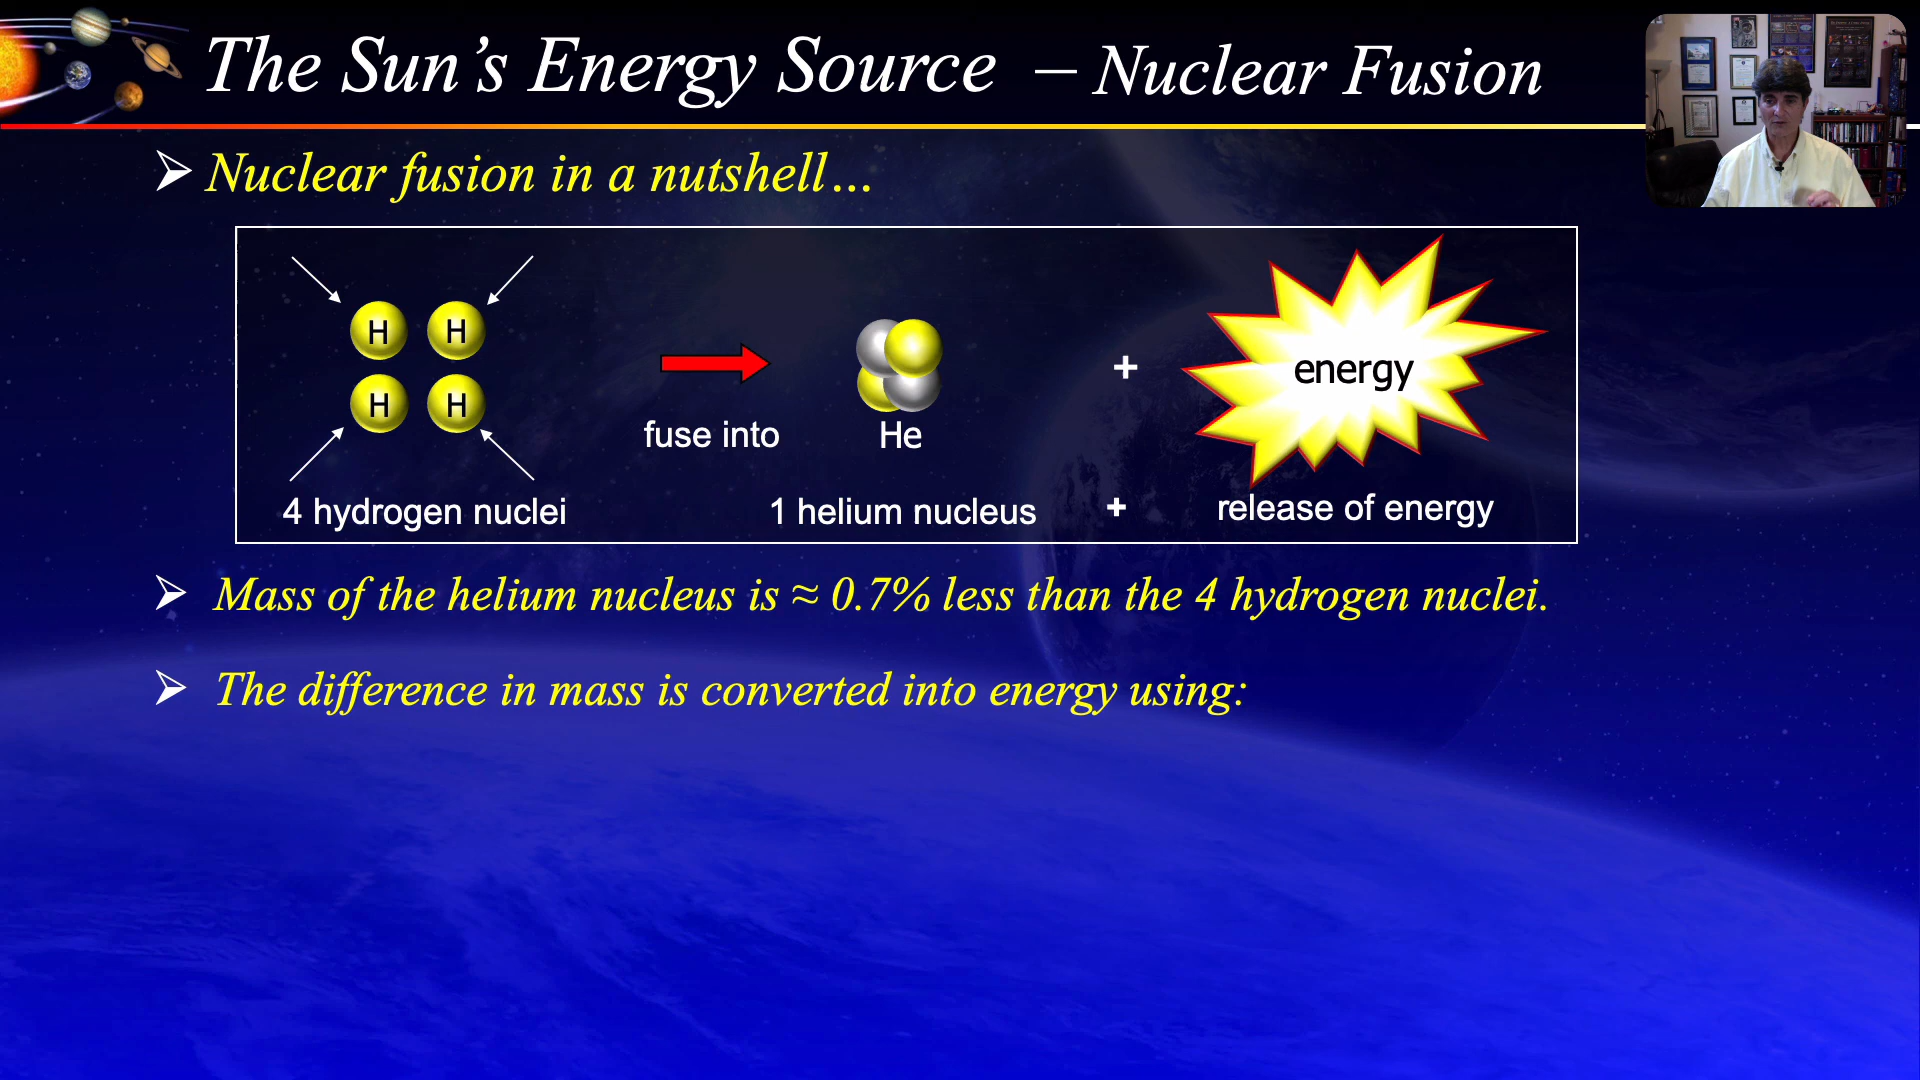 The Sun’s Energy Source – Nuclear Fusion
➢ Nuclear fusion in a nutshell…
H H
H H
energy
+
fuse into
He
4 hydrogen nuclei 1 helium nucleus + release of energy
➢ Mass of the helium nucleus is ≈ 0.7% less than the 4 hydrogen nuclei.
➢ The difference in mass is converted into energy using: